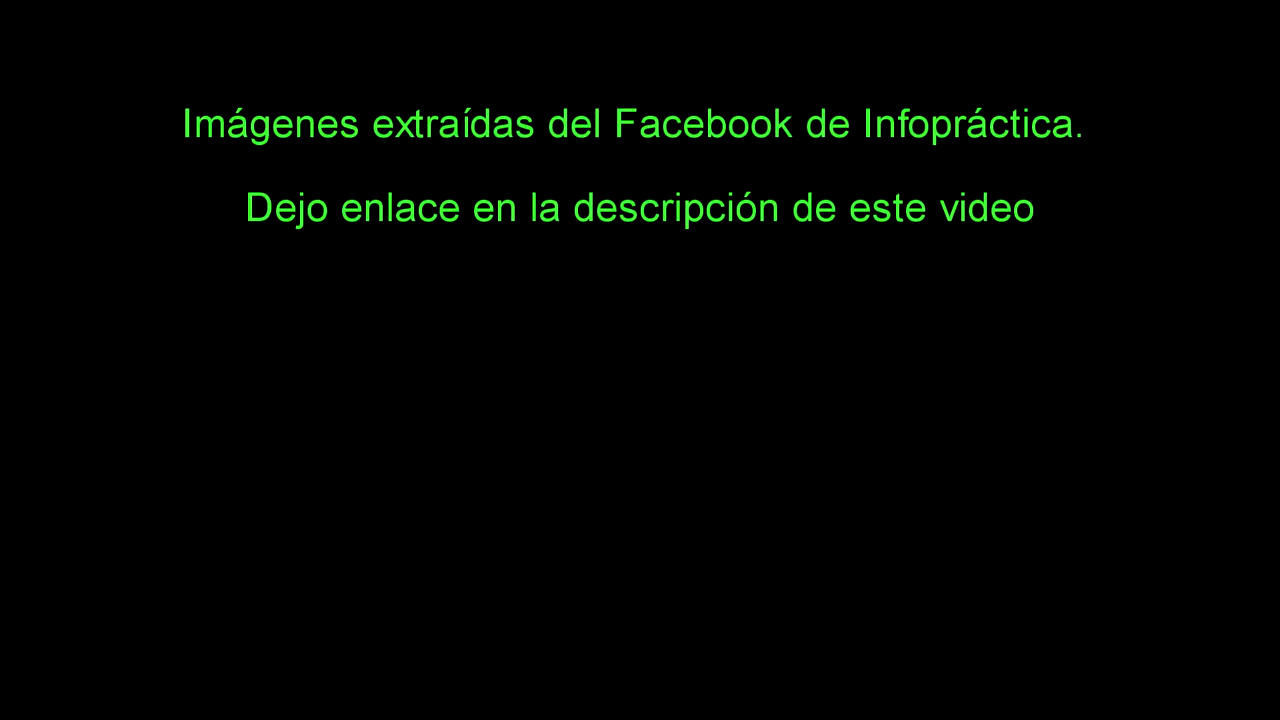 Imágenes extraídas del Facebook de Infopráctica.
Dejo enlace en la descripción de este video